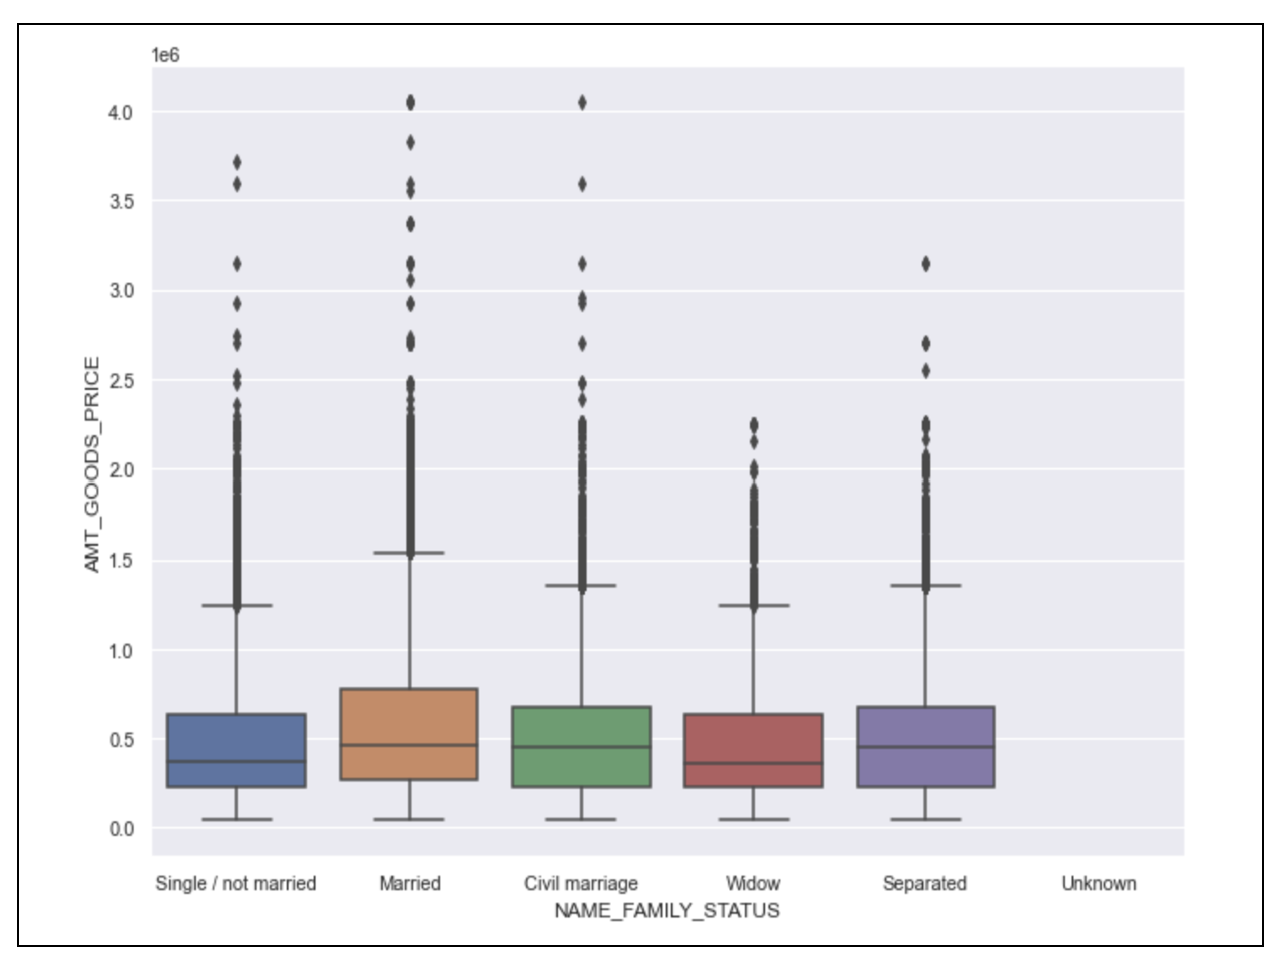 1e6
4.0
3.5
3.0
2.5
2.0
1.5
1.0
0.5
0.0
AMT_GOODS_PRICE
Single / not married Married Civil marriage Widow Separated Unknown
NAME_FAMILY_STATUS